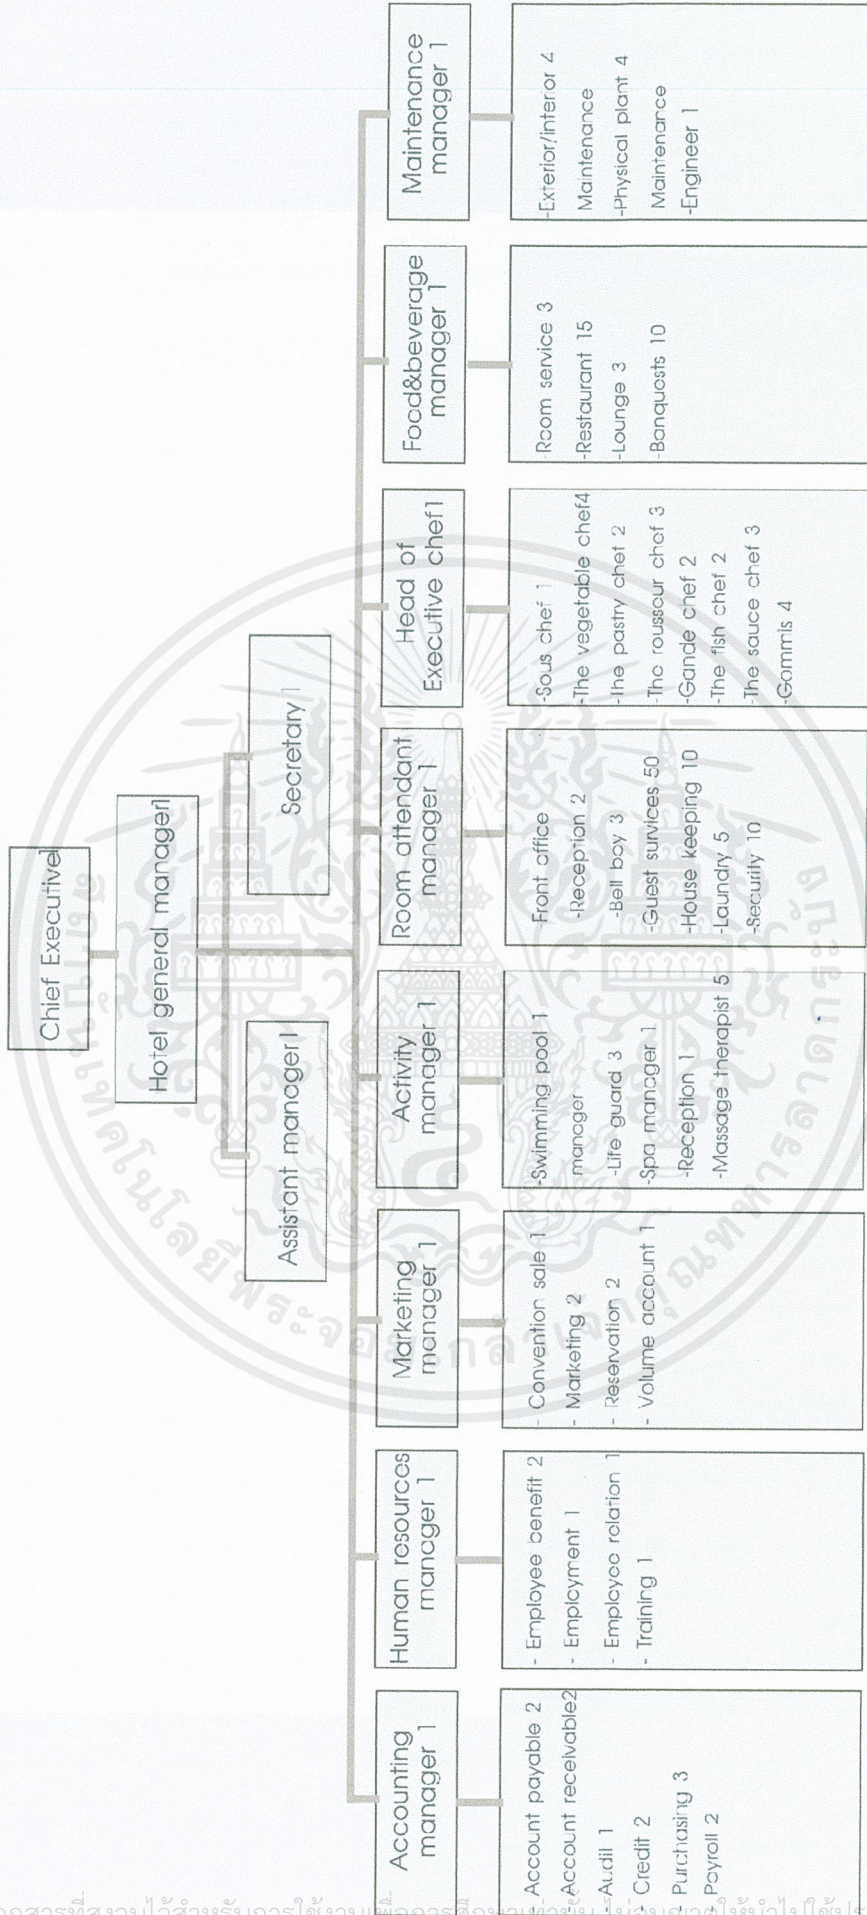 Chief Executive1
Hotel general manager1
Assistant manager 1
Secretary 1
Accounting
manager 1
- Account payable 2
- Account receivable2
- Audil 1
- Credit 2
- Purchasing 3
- Payroll 2
Human resources
manager 1
- Employee benefit 2
- Employment 1
- Employee relation 1
- Training 1
Marketing
manager 1
- Convention sale 1
- Marketing 2
- Reservation 2
- Volume account 1
Activity
manager 1
-Swimming pool 1
manager
-Life guard 3
-Spa manager 1
-Reception 1
-Massage therapist 5
Room attendant
manager 1
Front office
-Reception 2
-Bell boy 3
-Guest survices 50
-House keeping 10
-Laundry 5
-Security 10
Head of
Executive chef1
-Sous chef 1
-The vegetable chef4
-The pastry chef 2
-The roussour chef 3
-Gande chef 2
-The fish chef 2
-The sauce chef 3
-Gommis 4
Food&beverage
manager 1
-Room service 3
-Restaurant 15
-Lounge 3
-Banquosts 10
Maintenance
manager 1
-Exterior/interior 4
Maintenance
-Physical plant 4
Maintenance
-Engineer 1